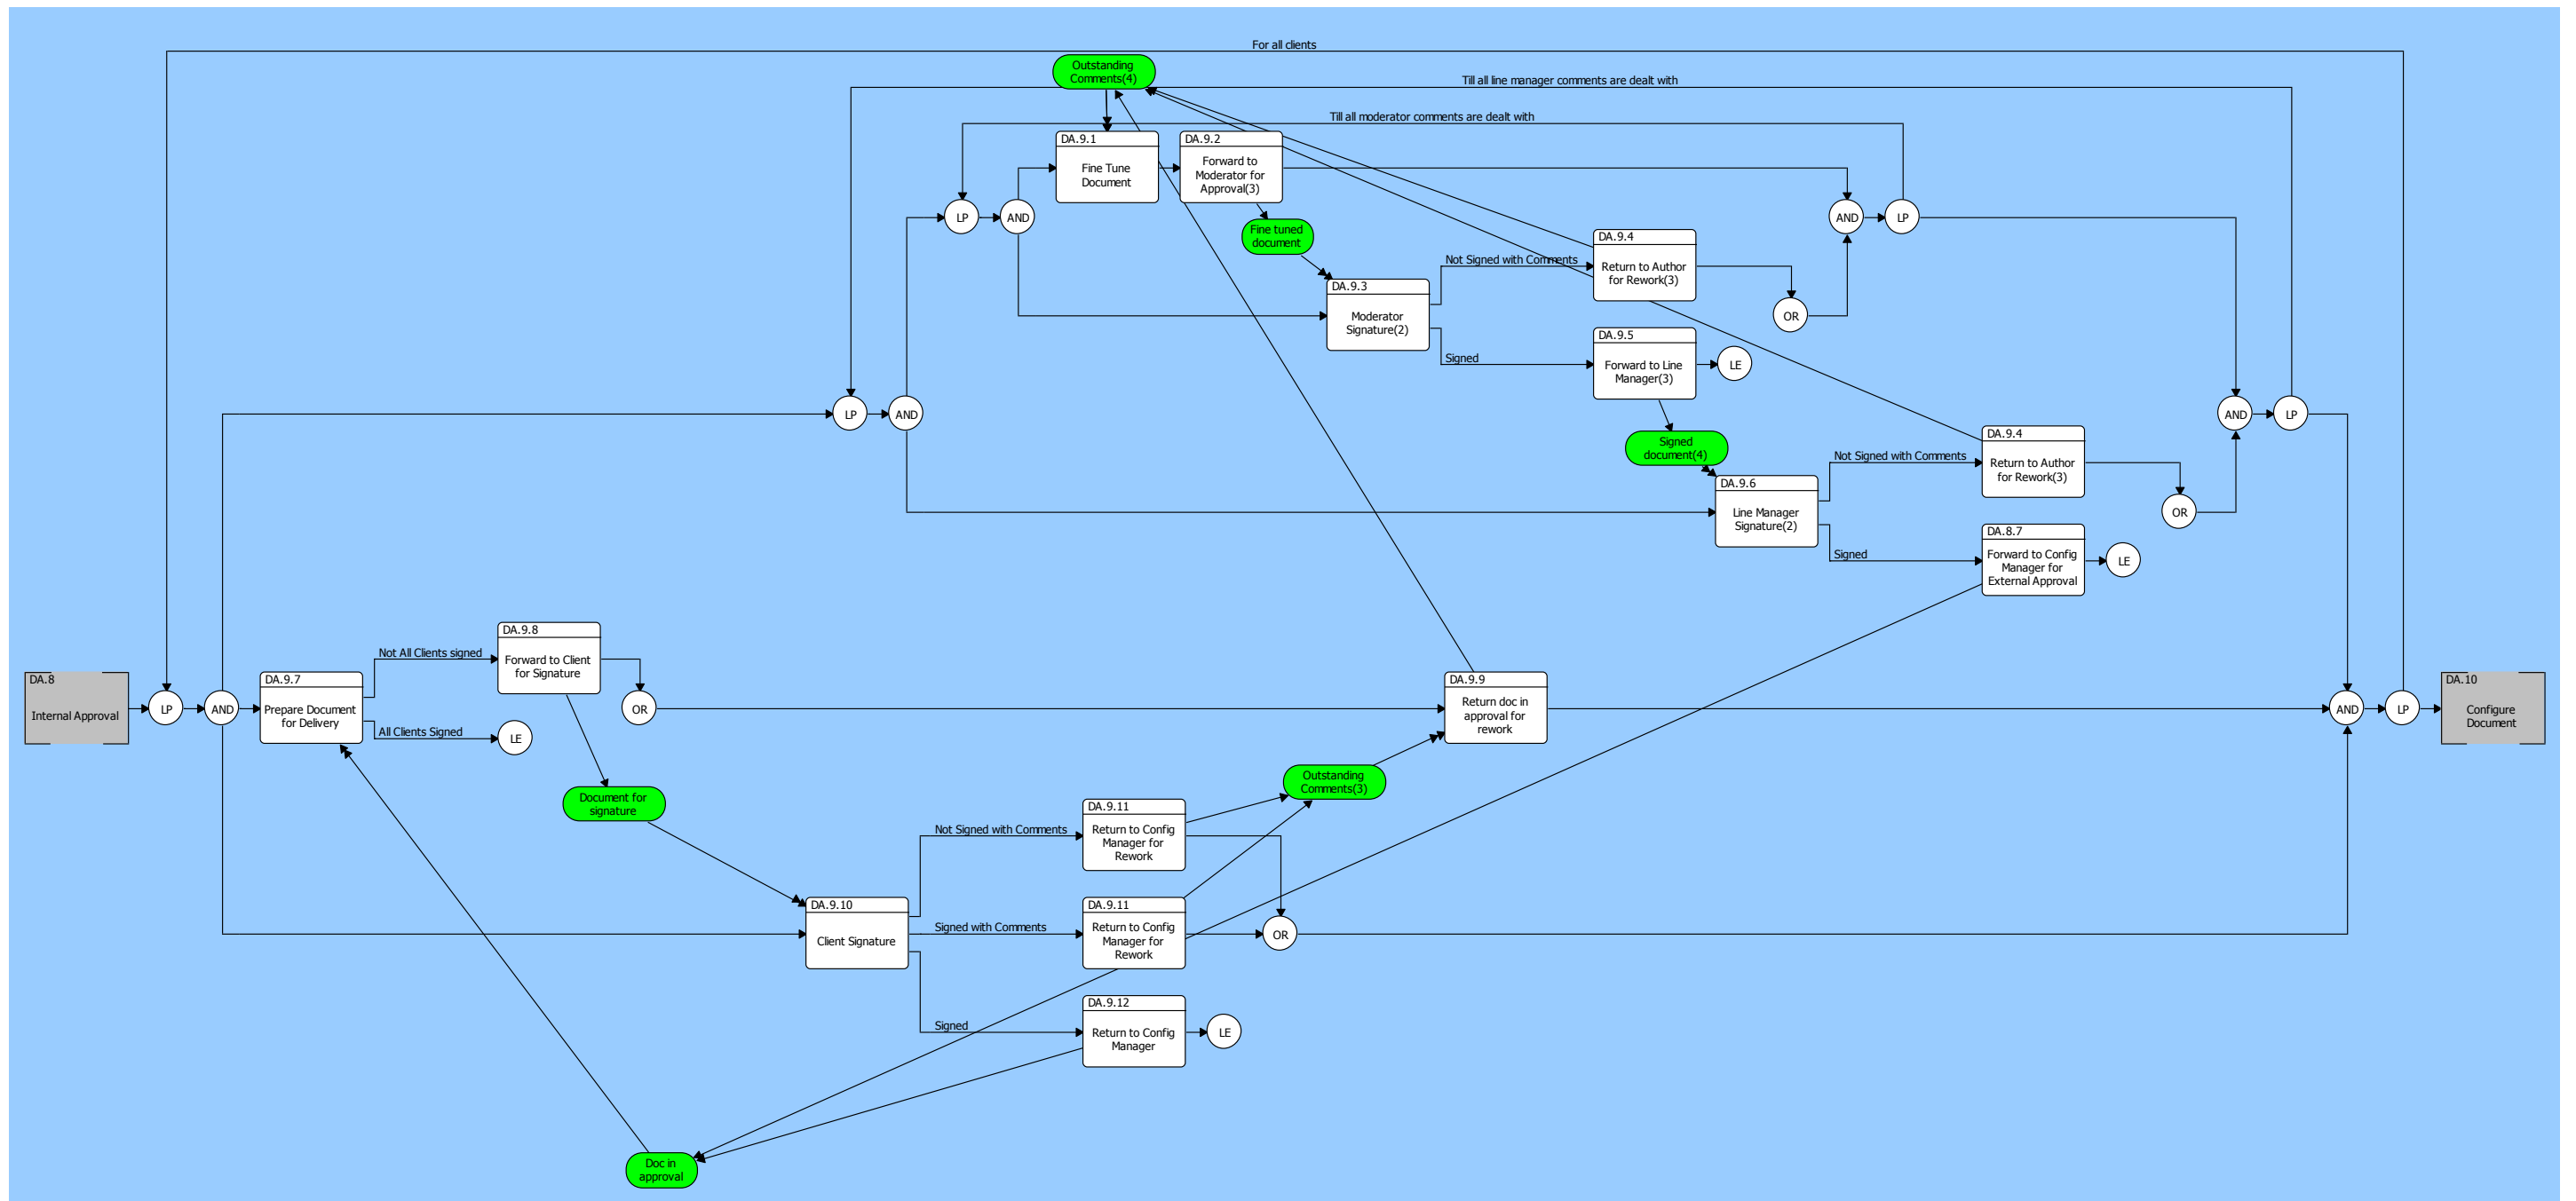 For all clients
Outstanding
Comments(4)
Till all line manager comments are dealt with
Till all moderator comments are dealt with
DA.9.1
Fine Tune
Document
DA.9.2
Forward to
Moderator for
Approval(3)
LP
AND
AND
LP
Fine tuned
document
DA.9.4
Return to Author
for Rework(3)
Not Signed with Comments
DA.9.3
Moderator
Signature(2)
OR
DA.9.5
Forward to Line
Manager(3)
Signed
LE
LP
AND
AND
LP
Signed
document(4)
DA.9.4
Return to Author
for Rework(3)
Not Signed with Comments
DA.9.6
Line Manager
Signature(2)
OR
DA.8.7
Forward to Config
Manager for
External Approval
Signed
LE
DA.9.8
Forward to Client
for Signature
Not All Clients signed
DA.8
Internal Approval
LP
AND
DA.9.7
Prepare Document
for Delivery
OR
All Clients Signed
LE
DA.9.9
Return doc in
approval for
rework
AND
LP
DA.10
Configure
Document
Outstanding
Comments(3)
Document for
signature
DA.9.11
Return to Config
Manager for
Rework
Not Signed with Comments
DA.9.10
Client Signature
Signed with Comments
DA.9.11
Return to Config
Manager for
Rework
OR
DA.9.12
Return to Config
Manager
Signed
LE
Doc in
approval